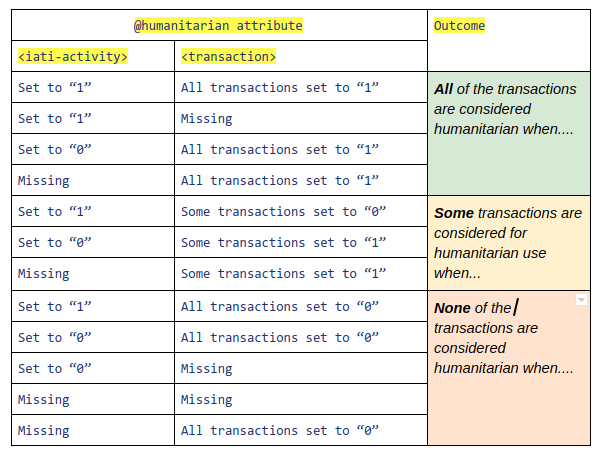 @humanitarian attribute Outcome
<iati-activity> <transaction>
Set to “1” All transactions set to “1”
Set to “1” Missing
Set to “0” All transactions set to “1”
Missing All transactions set to “1”
All of the transactions
are considered
humanitarian when....
Set to “1” Some transactions set to “0”
Set to “0” Some transactions set to “1”
Missing Some transactions set to “1”
Some transactions are
considered for
humanitarian use
when...
Set to “1” All transactions set to “0”
Set to “0” All transactions set to “0”
Set to “0” Missing
Missing Missing
Missing All transactions set to “0”
None of the
transactions are
considered
humanitarian when....